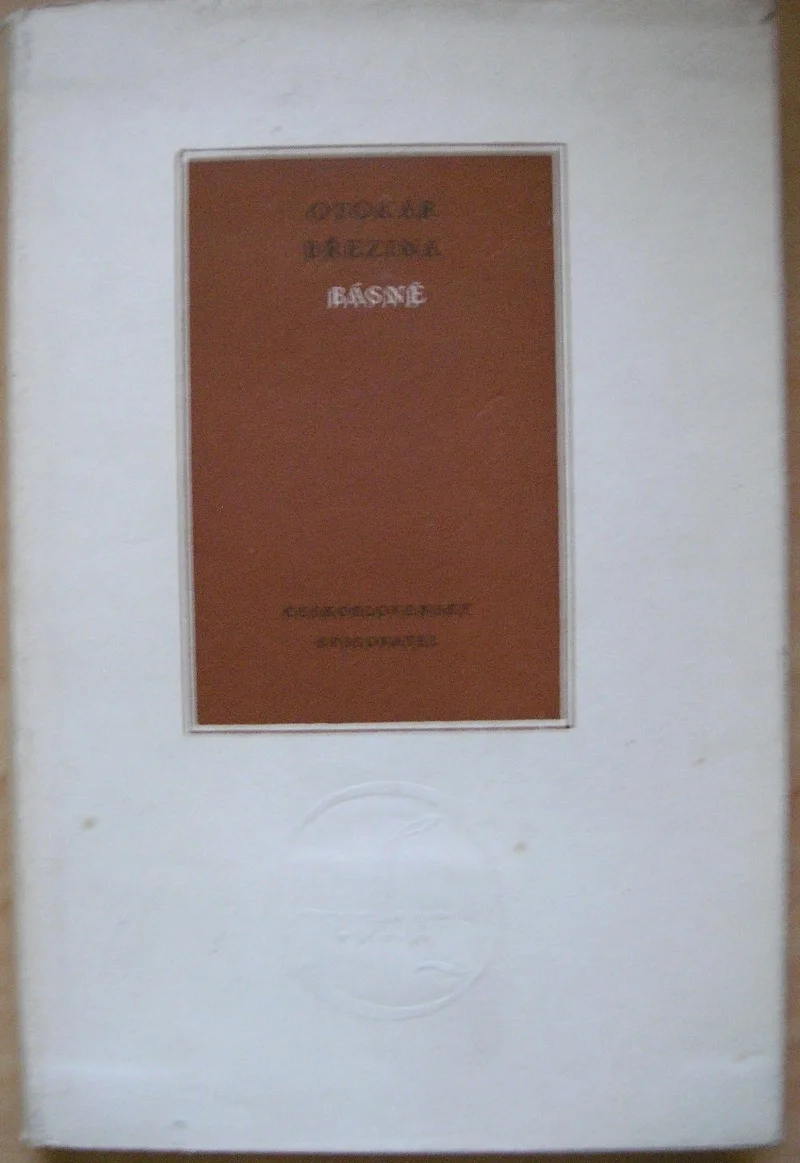 OTOKAR
BŘEZINA
BÁSNĚ
ČESKOSLOVENSKÝ
SPISOVATEL